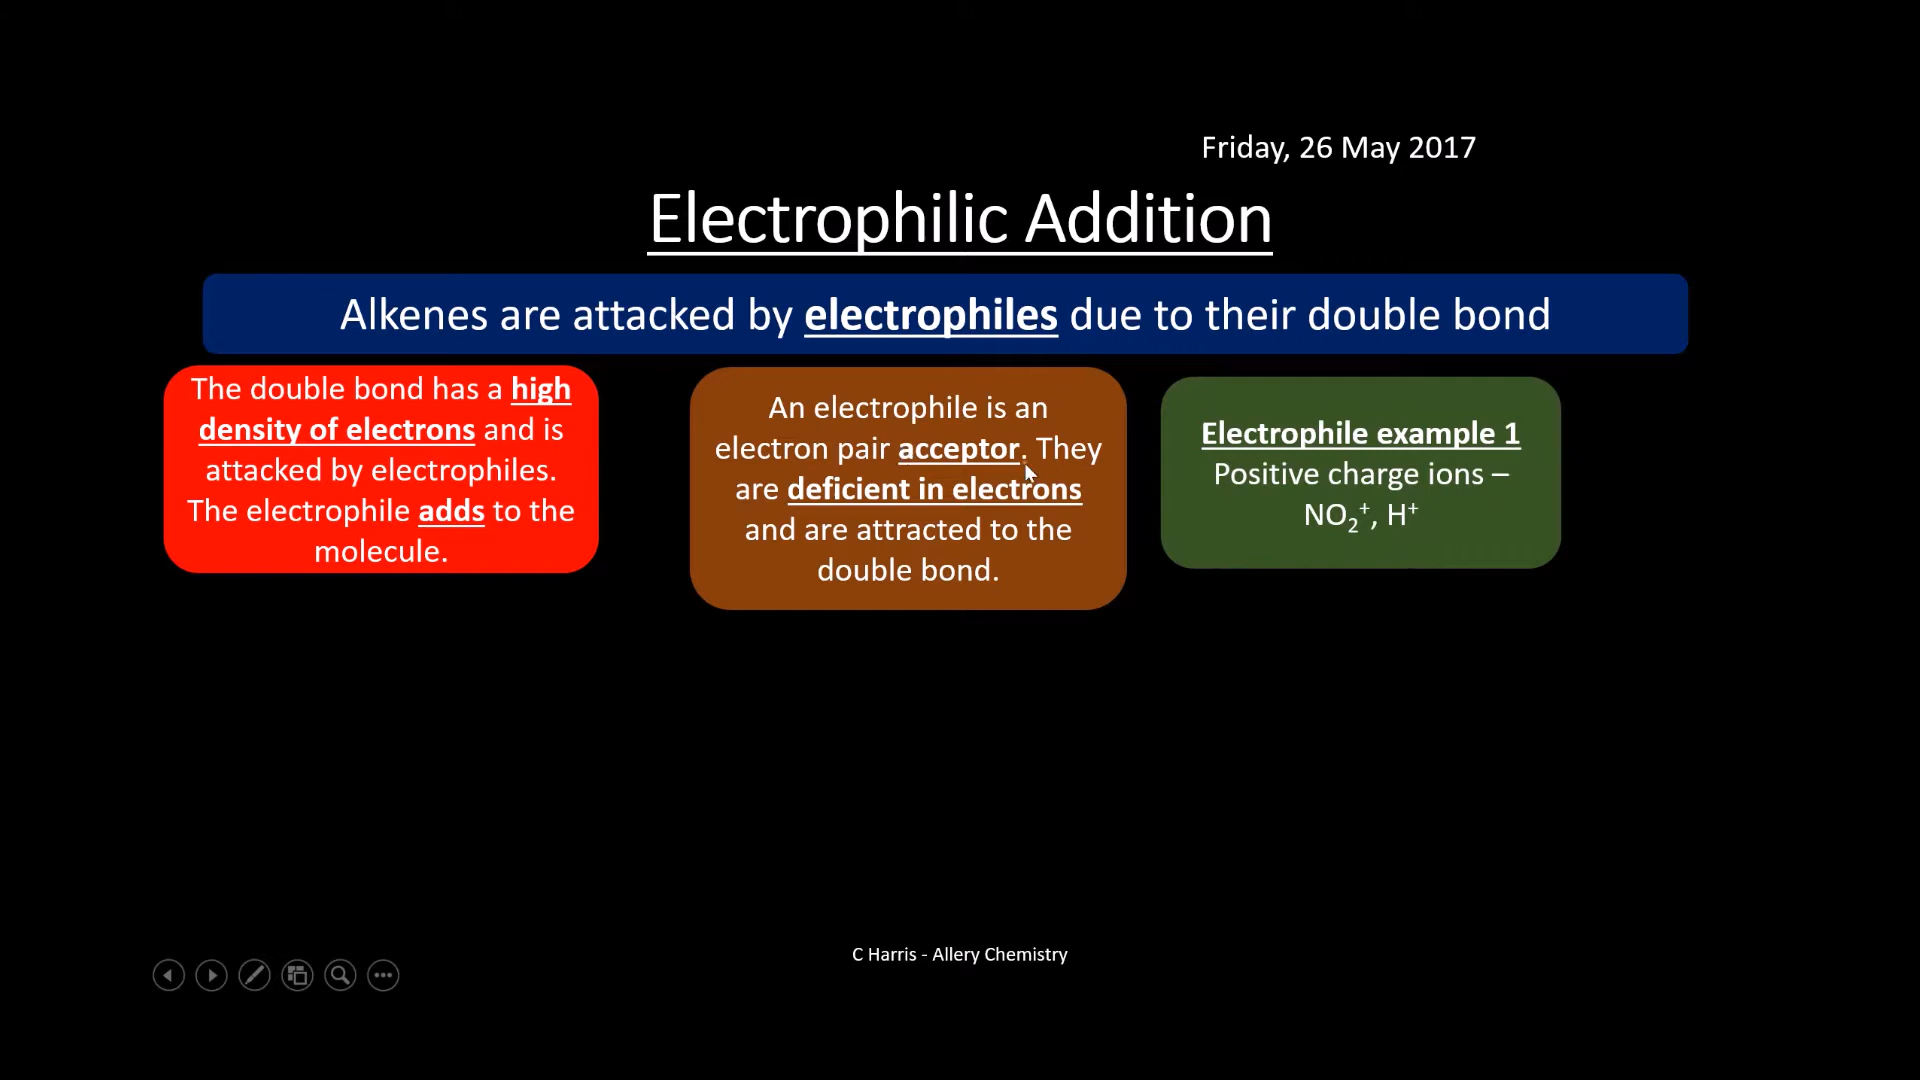 Friday, 26 May 2017
Electrophilic Addition
Alkenes are attacked by electrophiles due to their double bond
The double bond has a high
density of electrons and is
attacked by electrophiles.
The electrophile adds to the
molecule.
An electrophile is an
electron pair acceptor. They
are deficient in electrons
and are attracted to the
double bond.
Electrophile example 1
Positive charge ions –
NO₂⁺, H⁺
C Harris - Allery Chemistry